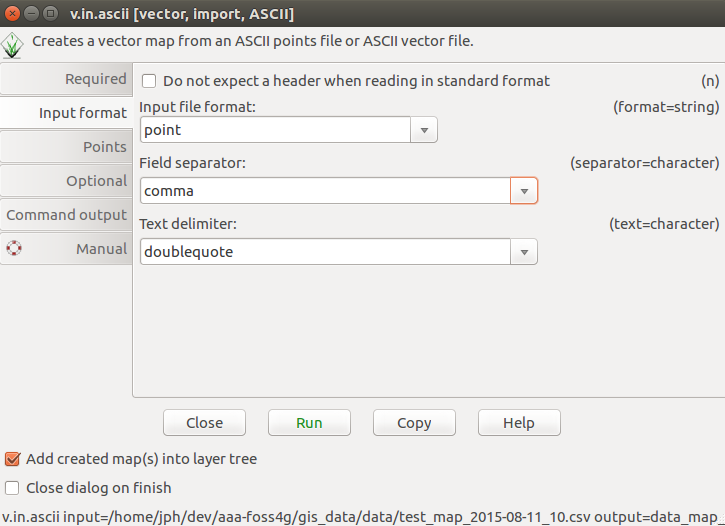 v.in.ascii [vector, import, ASCII]
Creates a vector map from an ASCII points file or ASCII vector file.
Required
Input format
Points
Optional
Command output
Manual
Do not expect a header when reading in standard format (n)
Input file format: (format=string)
point
Field separator: (separator=character)
comma
Text delimiter: (text=character)
doublequote
Close Run Copy Help
Add created map(s) into layer tree
Close dialog on finish
v.in.ascii input=/home/jph/dev/aaa-foss4g/gis_data/data/test_map_2015-08-11_10.csv output=data_map_